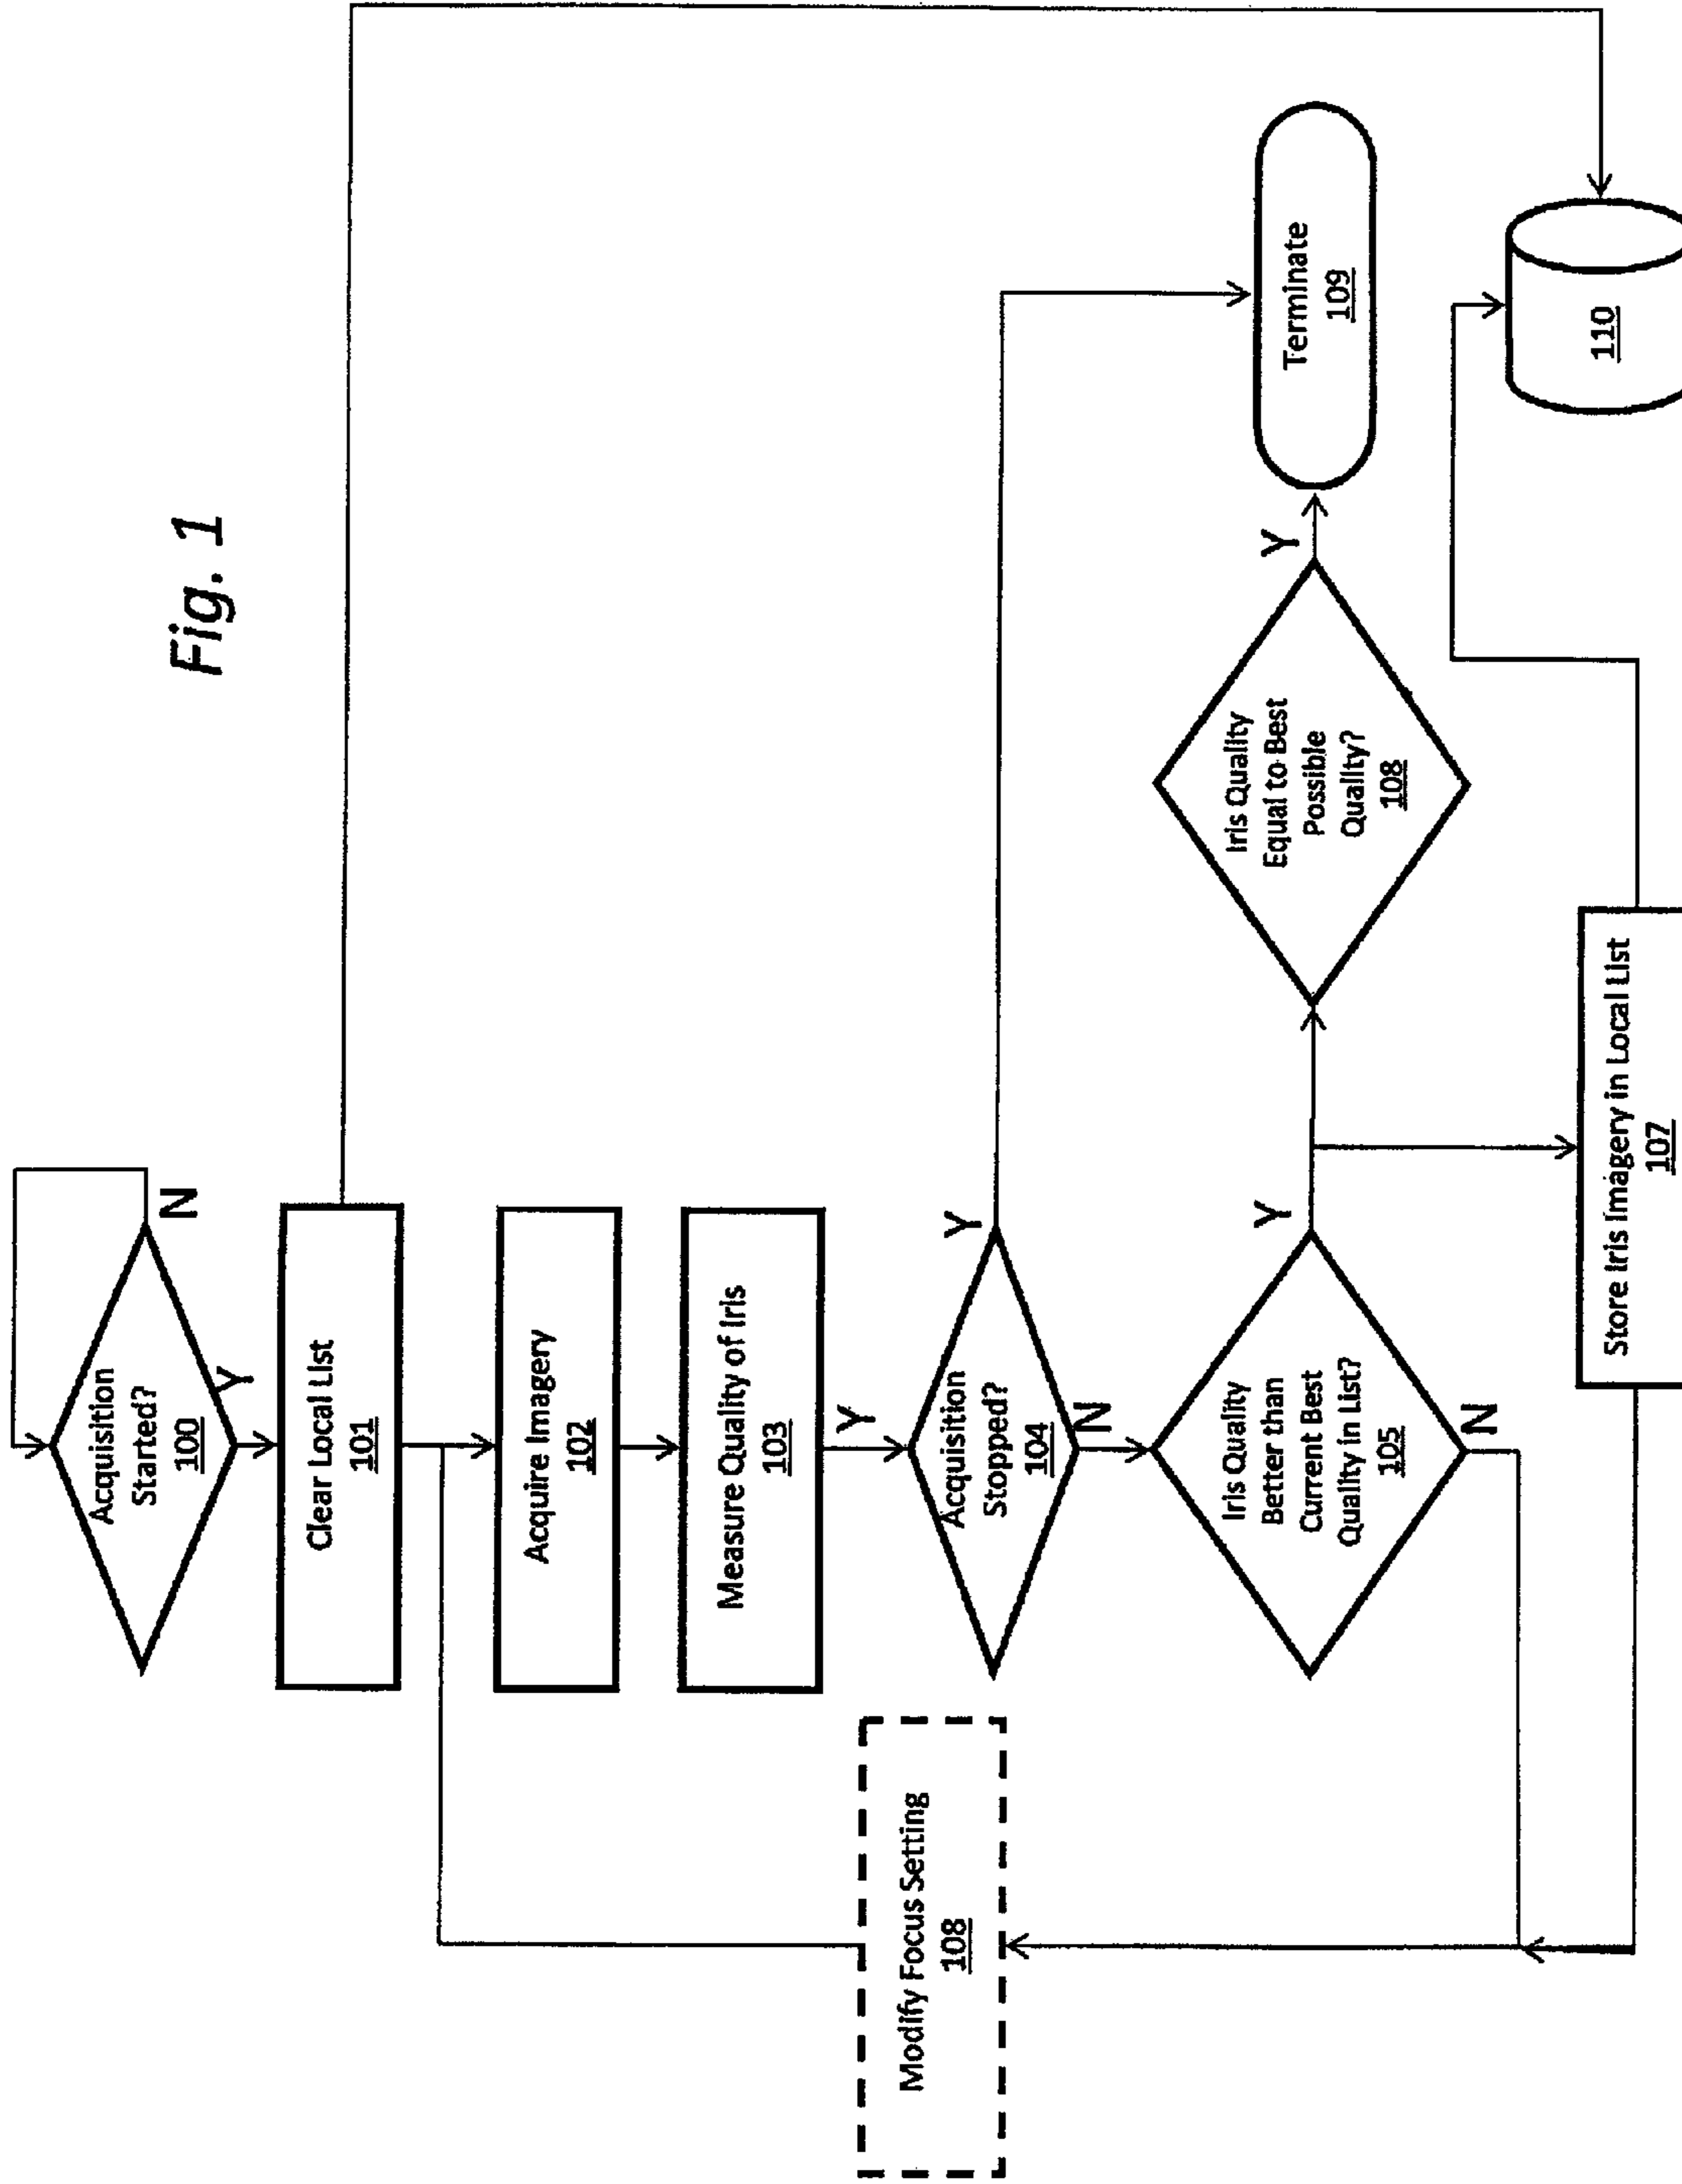 Fig. 1
Acquisition
Started?
100
N
Y
Clear Local List
101
Acquire Imagery
102
Measure Quality of Iris
103
Y
Acquisition
Stopped?
104
Y
N
Iris Quality
Better than
Current Best
Quality in List?
105
Y
N
Iris Quality
Equal to Best
Possible
Quality?
108
Y
Terminate
109
Store Iris Imagery in Local List
107
110
Modify Focus Setting
108